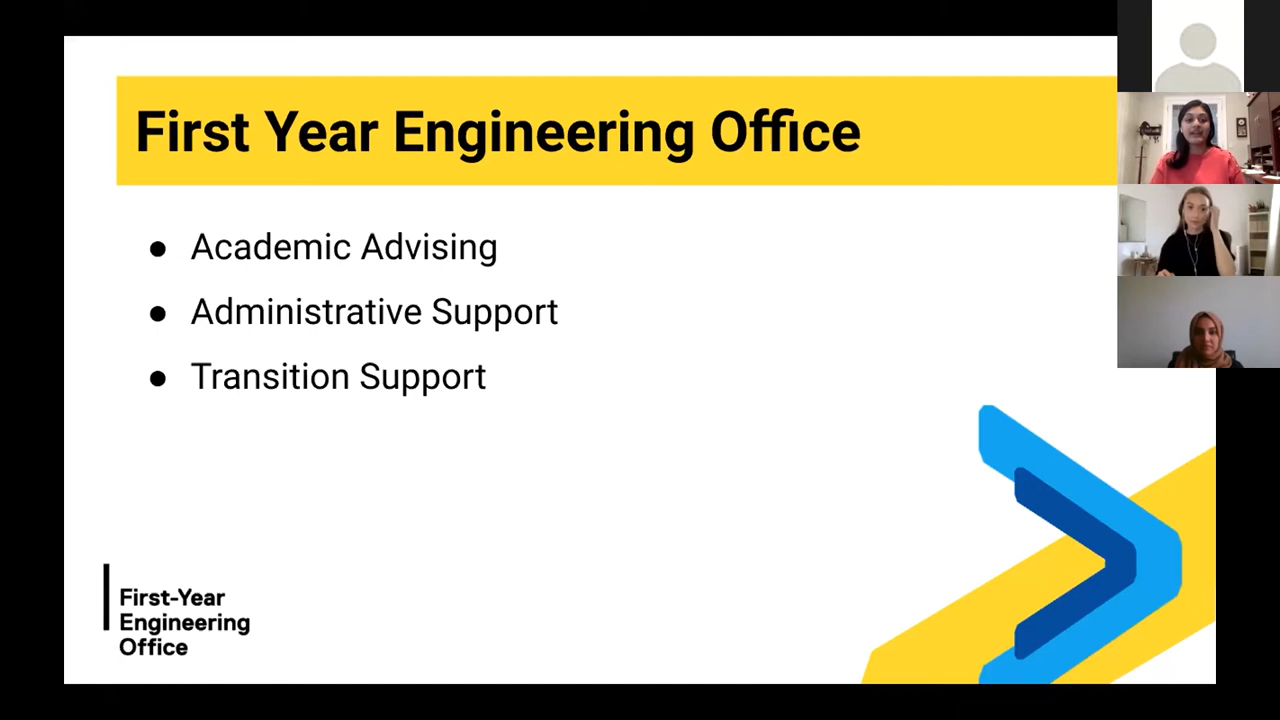 First Year Engineering Office
● Academic Advising
● Administrative Support
● Transition Support
First-Year
Engineering
Office